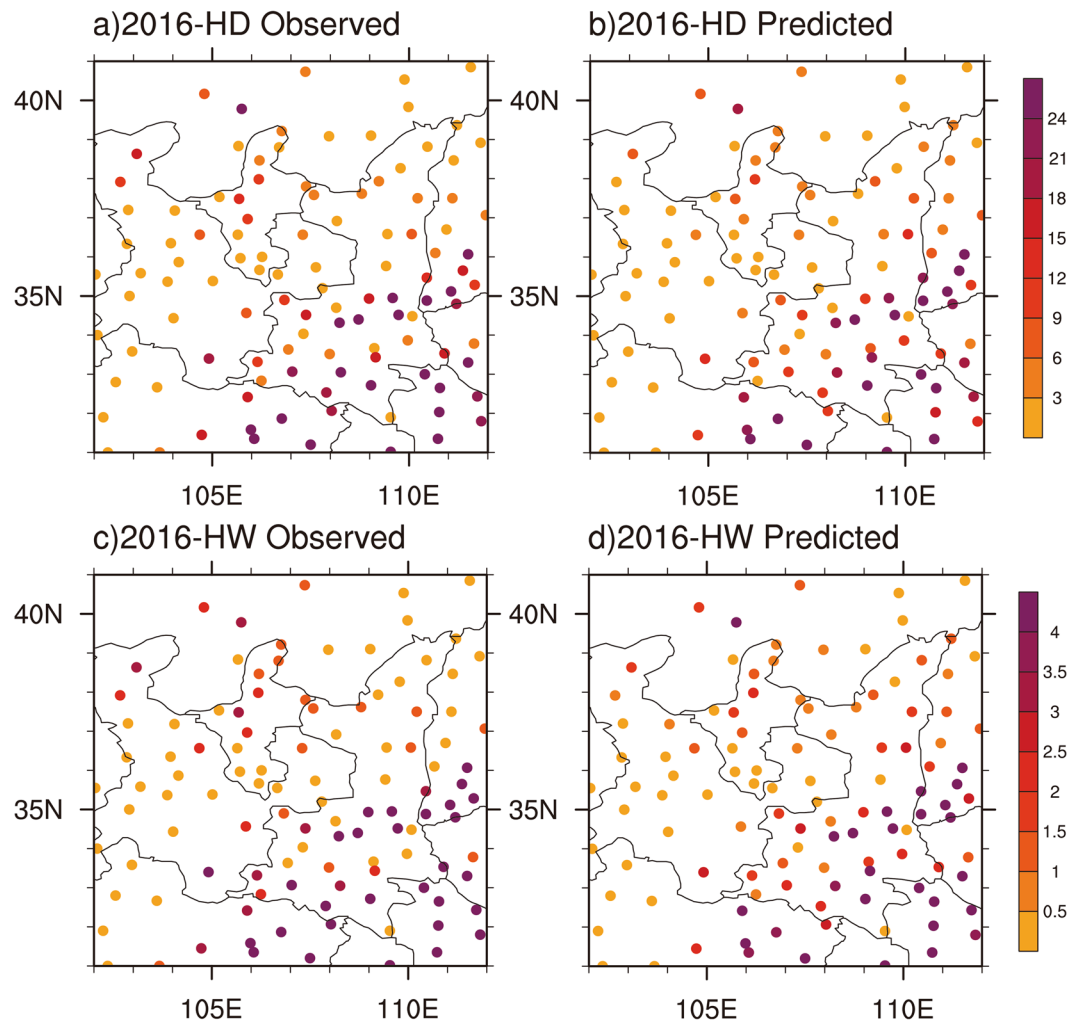 a)2016-HD Observed
b)2016-HD Predicted
40N
35N
105E
110E
105E
110E
24
21
18
15
12
9
6
3
c)2016-HW Observed
d)2016-HW Predicted
40N
40N
35N
35N
105E
110E
105E
110E
4
3.5
3
2.5
2
1.5
1
0.5